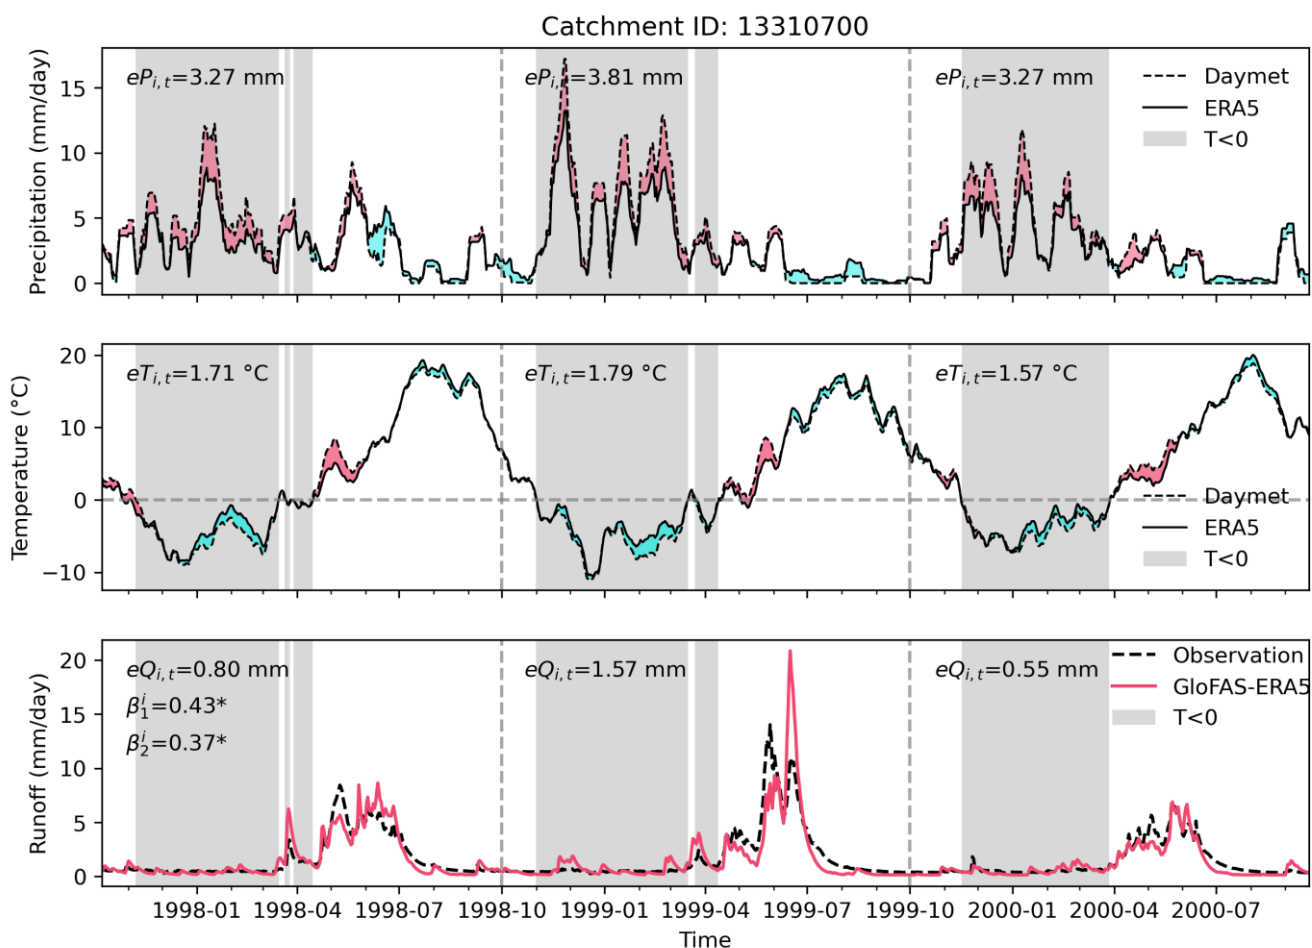 Catchment ID: 13310700
Precipitation (mm/day)
15
10
5
0
eP_{i,t}=3.27 mm
eP_{i,t}=3.81 mm
eP_{i,t}=3.27 mm
Daymet
ERA5
T<0
Temperature (°C)
20
10
0
−10
eT_{i,t}=1.71 °C
eT_{i,t}=1.79 °C
eT_{i,t}=1.57 °C
Daymet
ERA5
T<0
Runoff (mm/day)
20
15
10
5
0
eQ_{i,t}=0.80 mm
β_1^i=0.43*
β_2^i=0.37*
eQ_{i,t}=1.57 mm
eQ_{i,t}=0.55 mm
Observation
GloFAS-ERA5
T<0
1998-01 1998-04 1998-07 1998-10 1999-01 1999-04 1999-07 1999-10 2000-01 2000-04 2000-07
Time